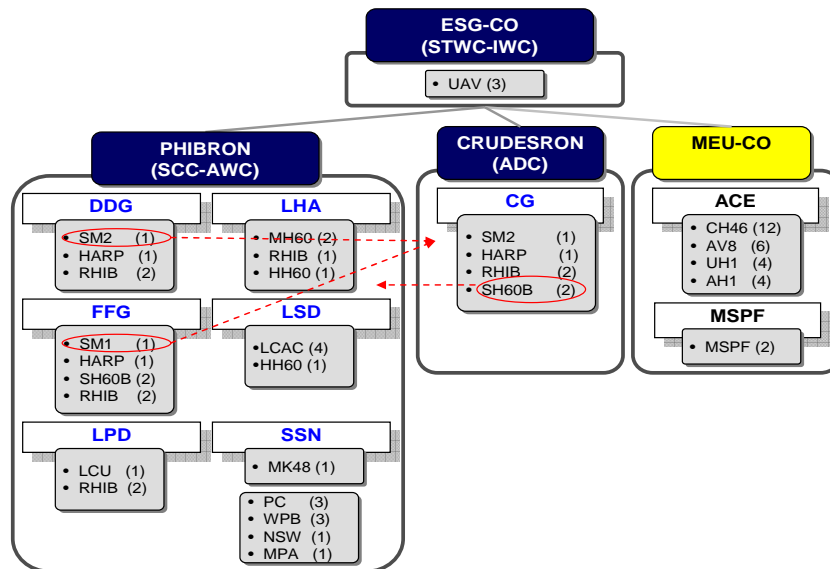 ESG-CO
(STWC-IWC)
• UAV (3)
PHIBRON
(SCC-AWC)
DDG
• SM2 (1)
• HARP (1)
• RHIB (2)
LHA
• MH60 (2)
• RHIB (1)
• HH60 (1)
FFG
• SM1 (1)
• HARP (1)
• SH60B (2)
• RHIB (2)
LSD
•LCAC (4)
•HH60 (1)
LPD
• LCU (1)
• RHIB (2)
SSN
• MK48 (1)
• PC (3)
• WPB (3)
• NSW (1)
• MPA (1)
CRUDESRON
(ADC)
CG
• SM2 (1)
• HARP (1)
• RHIB (2)
• SH60B (2)
MEU-CO
ACE
• CH46 (12)
• AV8 (6)
• UH1 (4)
• AH1 (4)
MSPF
• MSPF (2)